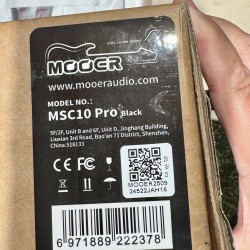 MOOER
www.mooeraudio.com
MODEL NO.:
MSC10 Pro Black
5F/2F, Unit B and 6F, Unit D, Jinghang Building,
Liuxian 3rd Road, Bao'an 71 District, Shenzhen,
China.518133
CE FC
MOOER2509
24522JAH16
6 971889 222378